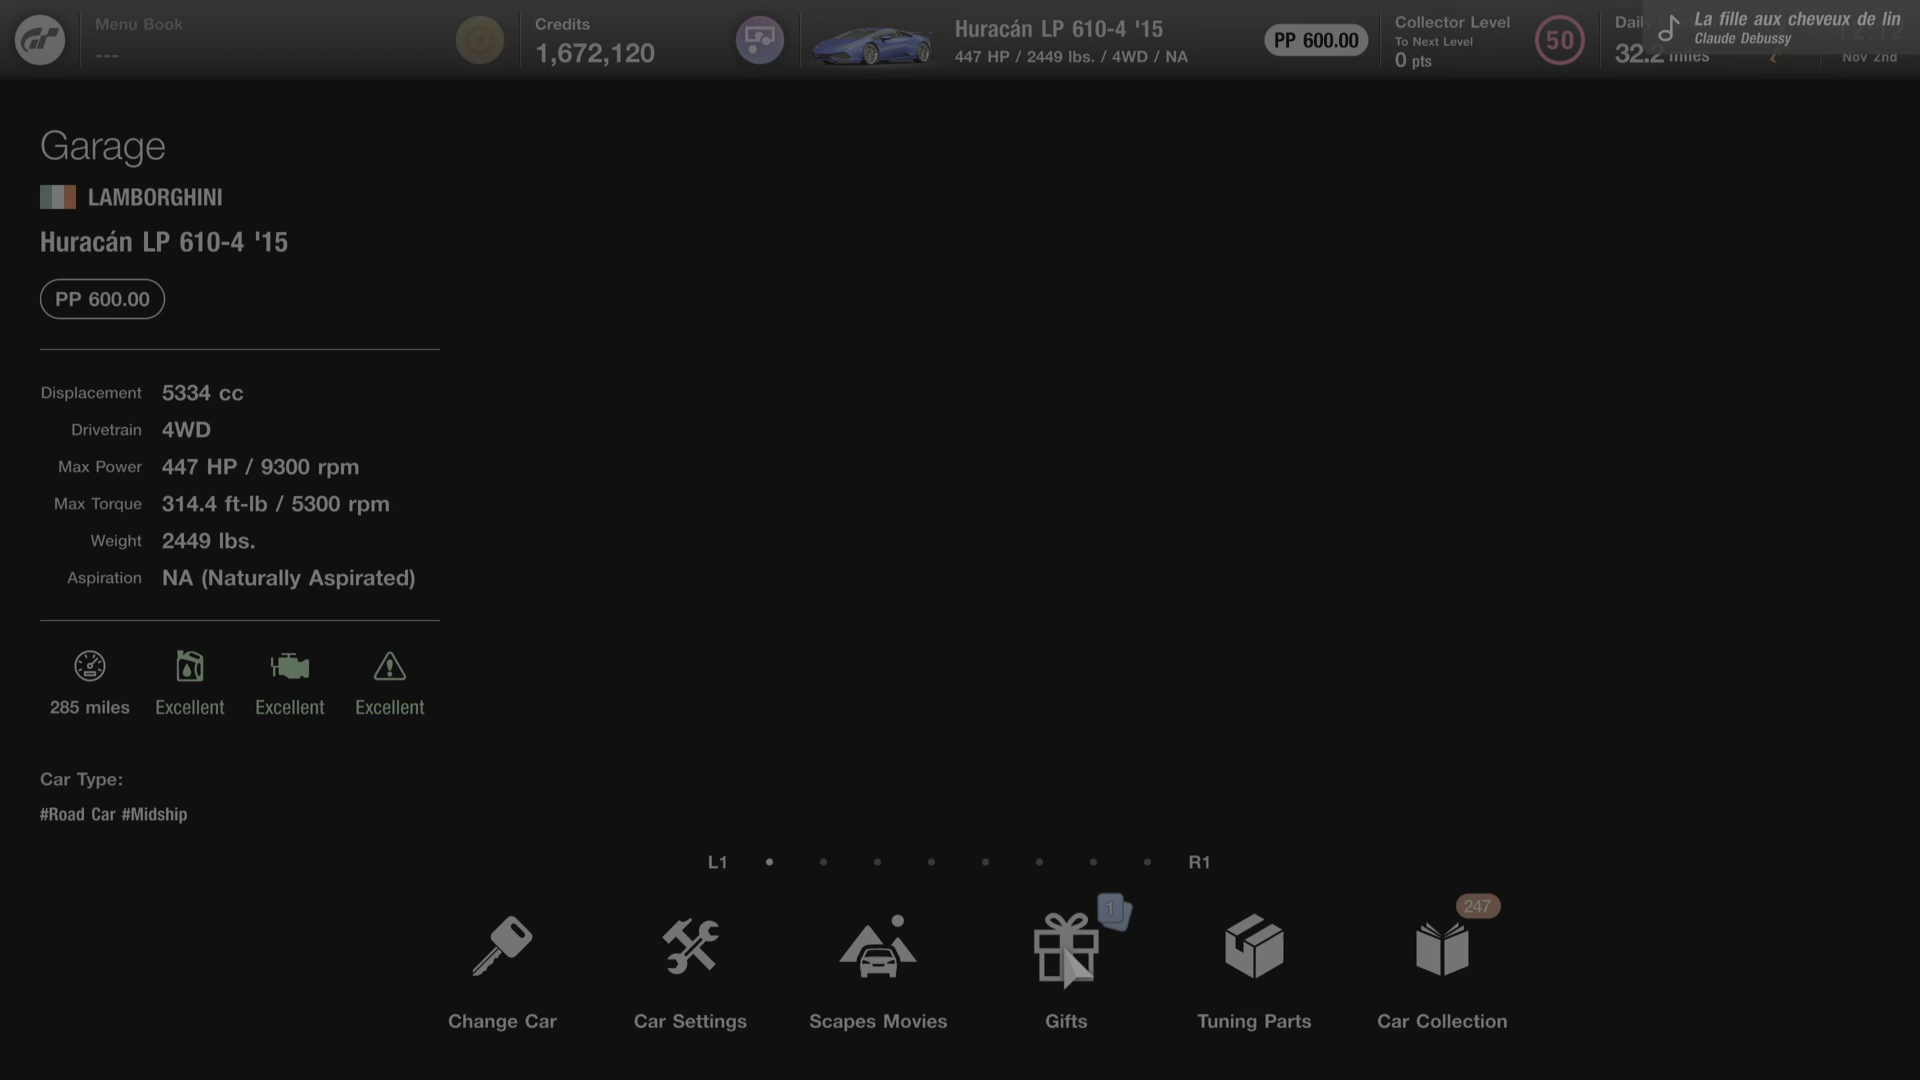 Menu Book
---
Credits
1,672,120
Huracán LP 610-4 '15
447 HP / 2449 lbs. / 4WD / NA
PP 600.00
Collector Level
To Next Level
0 pts
50
32.2 miles
La fille aux cheveux de lin
Claude Debussy
Nov 2nd
Garage
LAMBORGHINI
Huracán LP 610-4 '15
PP 600.00
Displacement 5334 cc
Drivetrain 4WD
Max Power 447 HP / 9300 rpm
Max Torque 314.4 ft-lb / 5300 rpm
Weight 2449 lbs.
Aspiration NA (Naturally Aspirated)
285 miles Excellent Excellent Excellent
Car Type:
#Road Car #Midship
L1 R1
1 247
Change Car Car Settings Scapes Movies Gifts Tuning Parts Car Collection